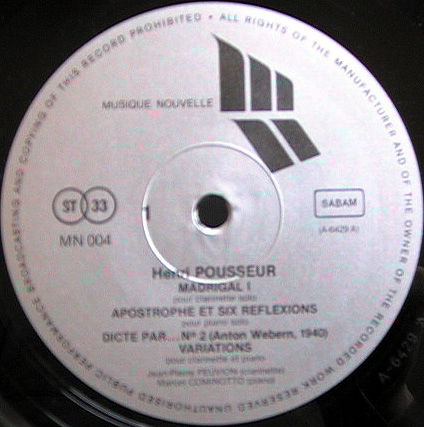 ALL RIGHTS OF THE MANUFACTURER AND OF THE OWNER OF THE RECORDED WORK RESERVED UNAUTHORISED PUBLIC PERFORMANCE BROADCASTING AND COPYING OF THIS RECORD PROHIBITED •
MUSIQUE NOUVELLE
ST 33
1
SABAM
MN 004
(A-6429 A)
Henri POUSSEUR
MADRIGAL I
pour clarinette solo
APOSTROPHE ET SIX REFLEXIONS
pour piano solo
DICTE PAR... Nº 2 (Anton Webern, 1940)
VARIATIONS
pour clarinette et piano
Jean-Pierre PEUVION (clarinette)
Marcel COMINOTTO (piano)
A-6429 A